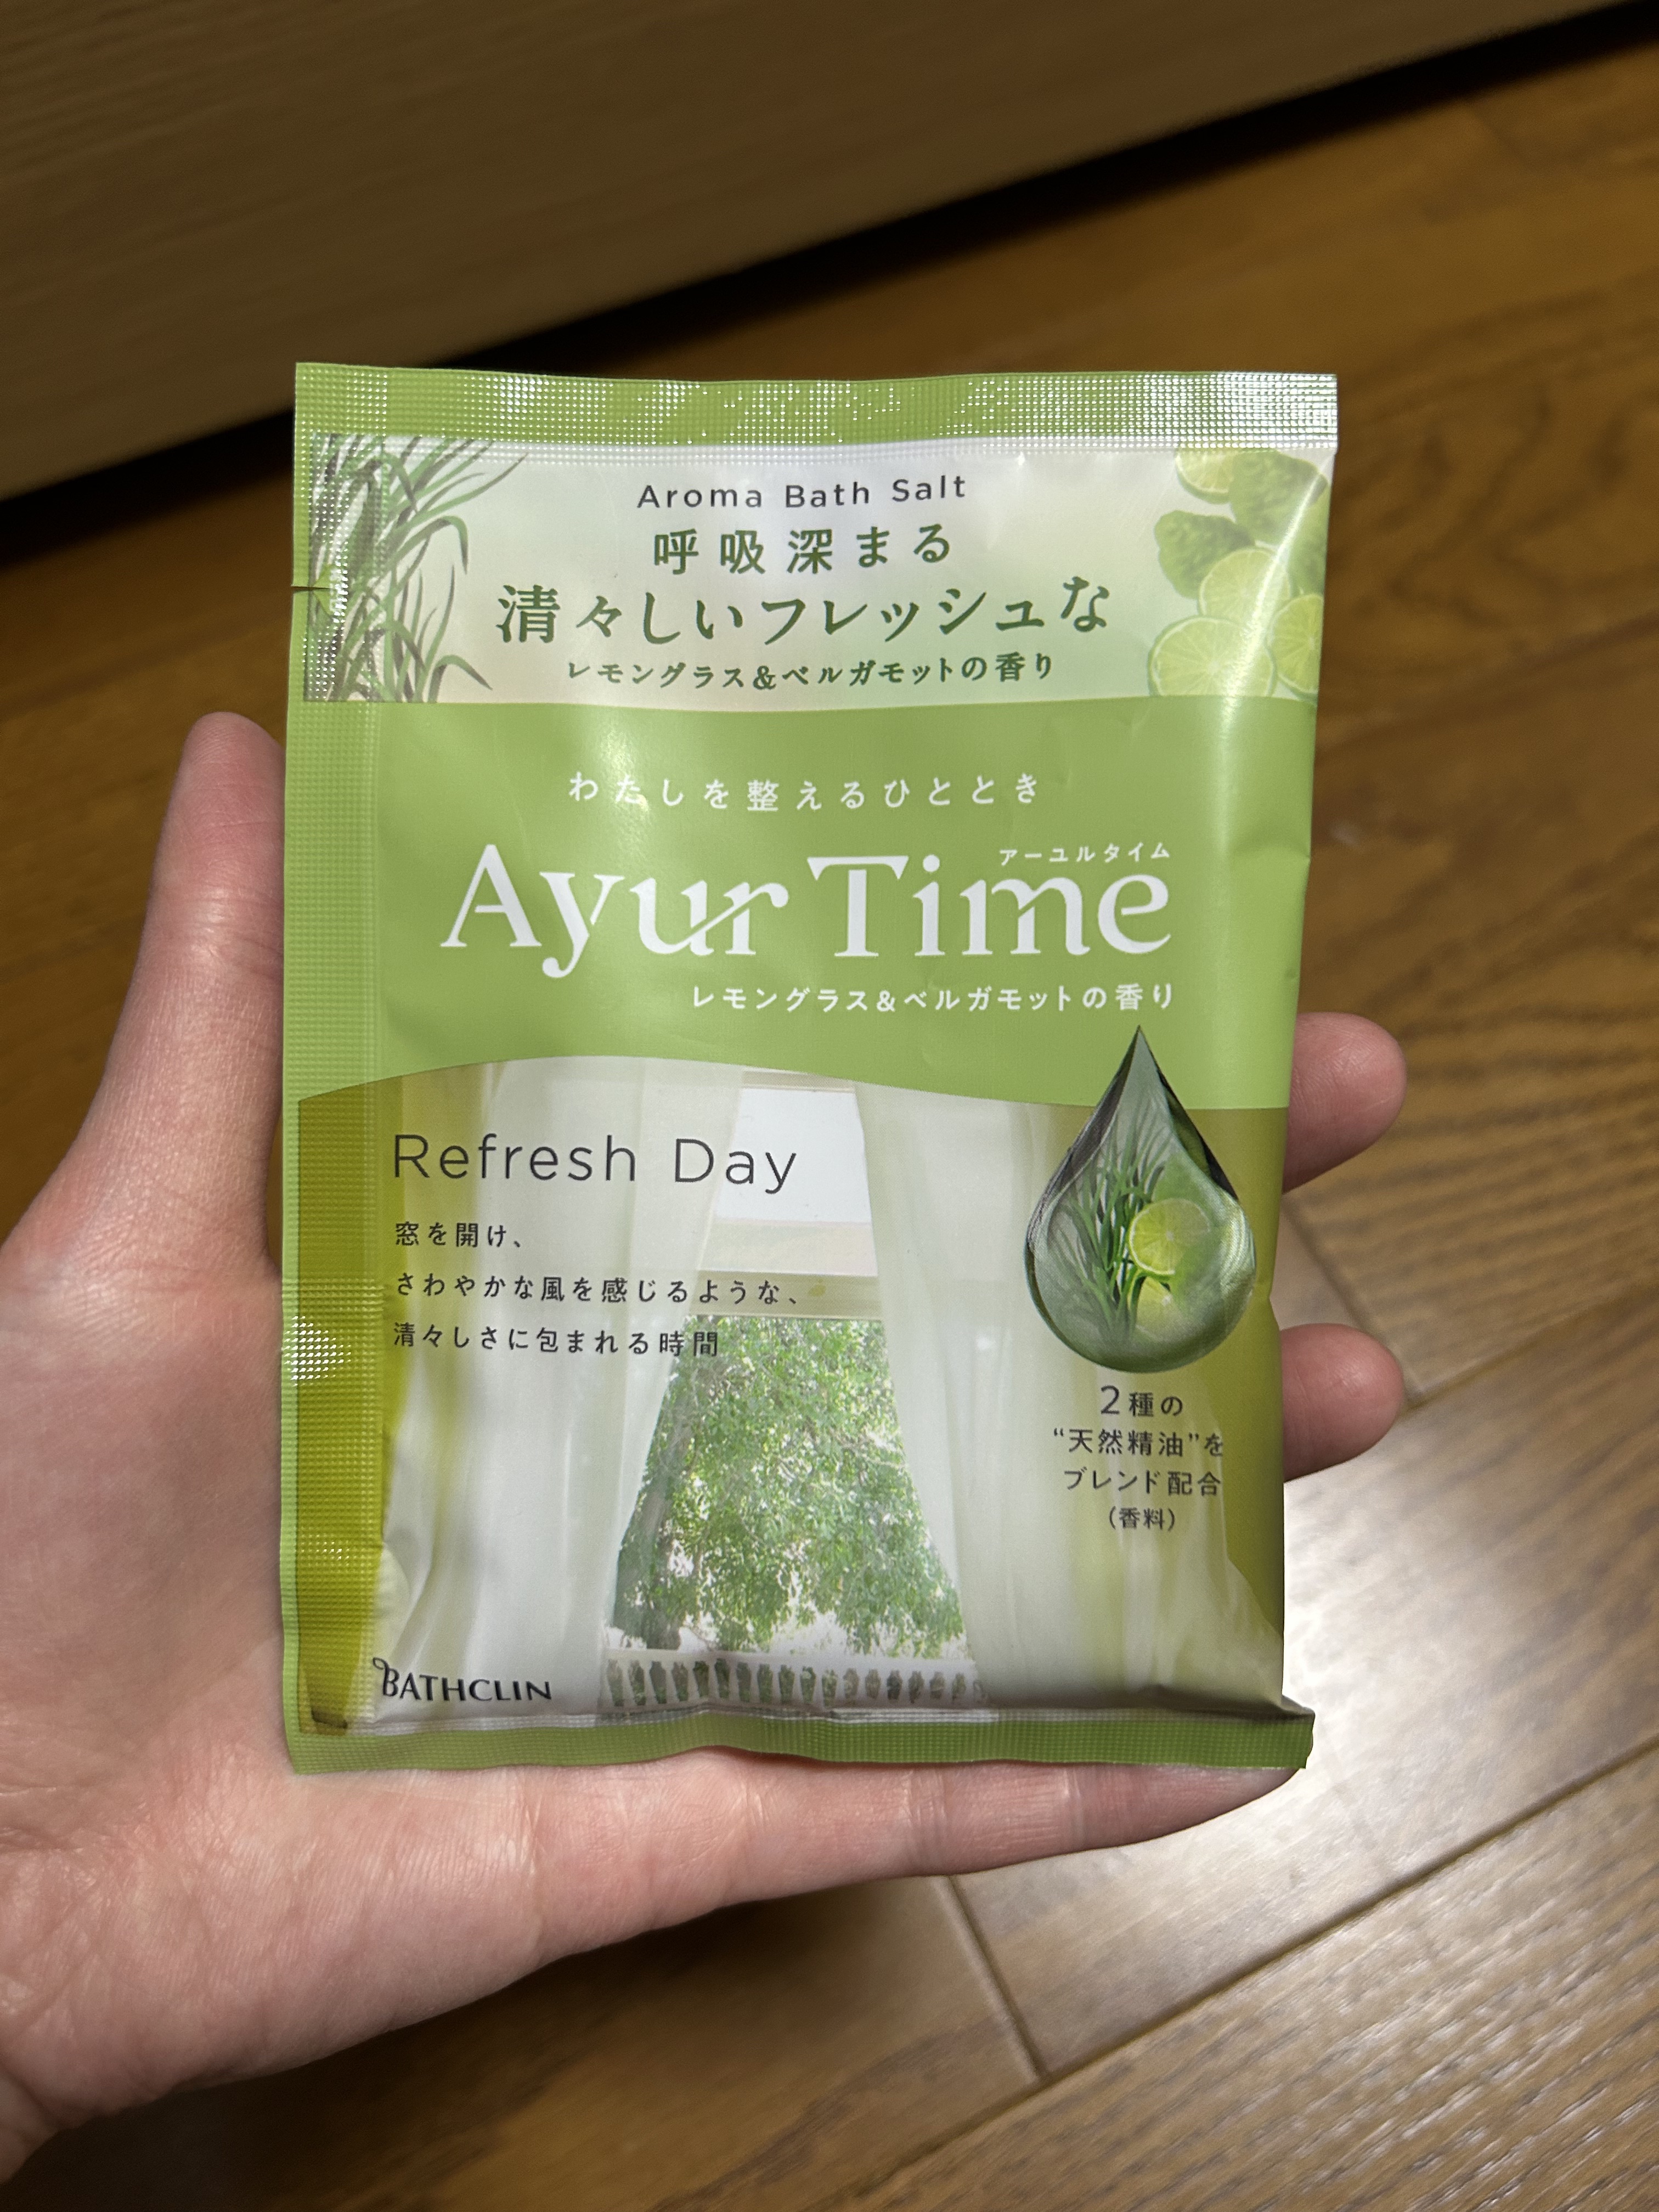 Aroma Bath Salt
呼吸深まる
清々しいフレッシュな
レモングラス&ベルガモットの香り
わたしを整えるひととき
アーユルタイム
Ayur Time
レモングラス&ベルガモットの香り
Refresh Day
窓を開け、
さわやかな風を感じるような、
清々しさに包まれる時間
2種の
“天然精油”を
ブレンド配合
(香料)
BATHCLIN